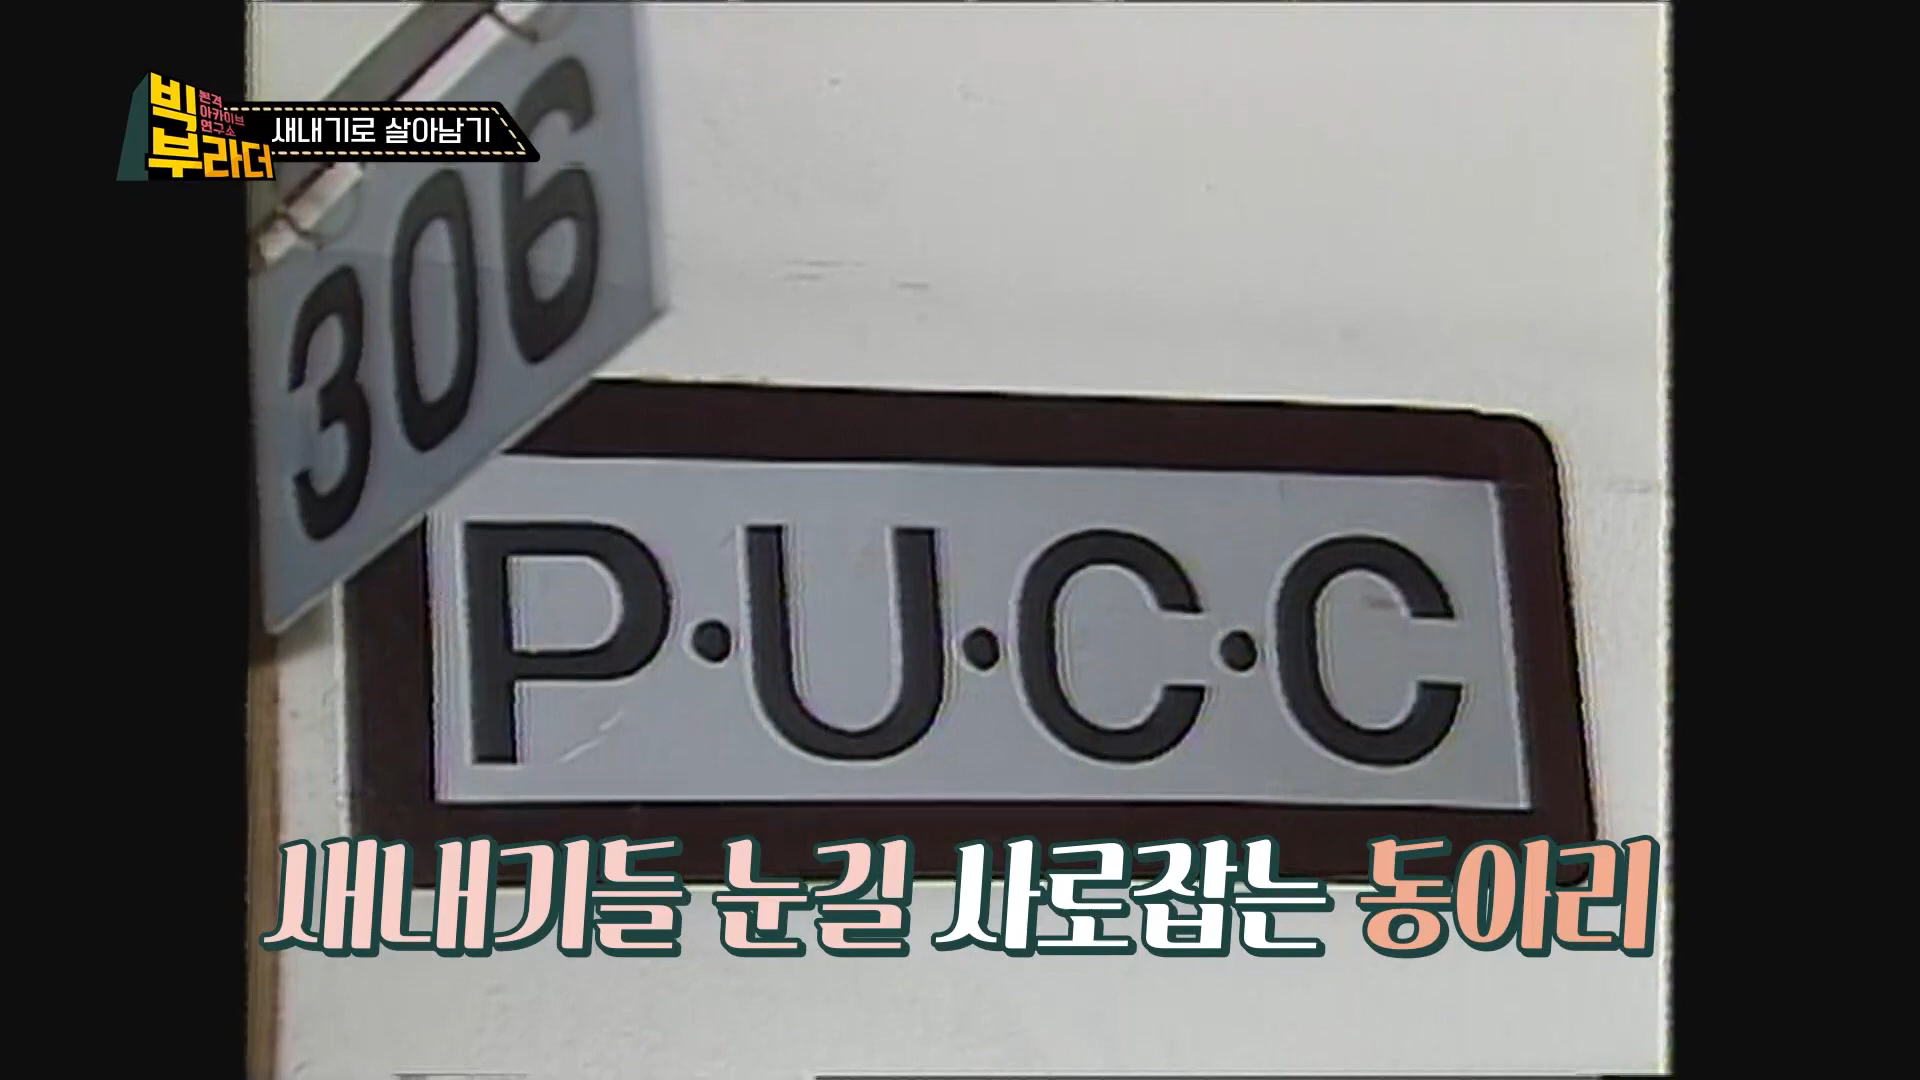 빅
본격
아카이브
연구소
부라더
새내기로 살아남기
306
P·U·C·C
새내기들 눈길 사로잡는 동아리